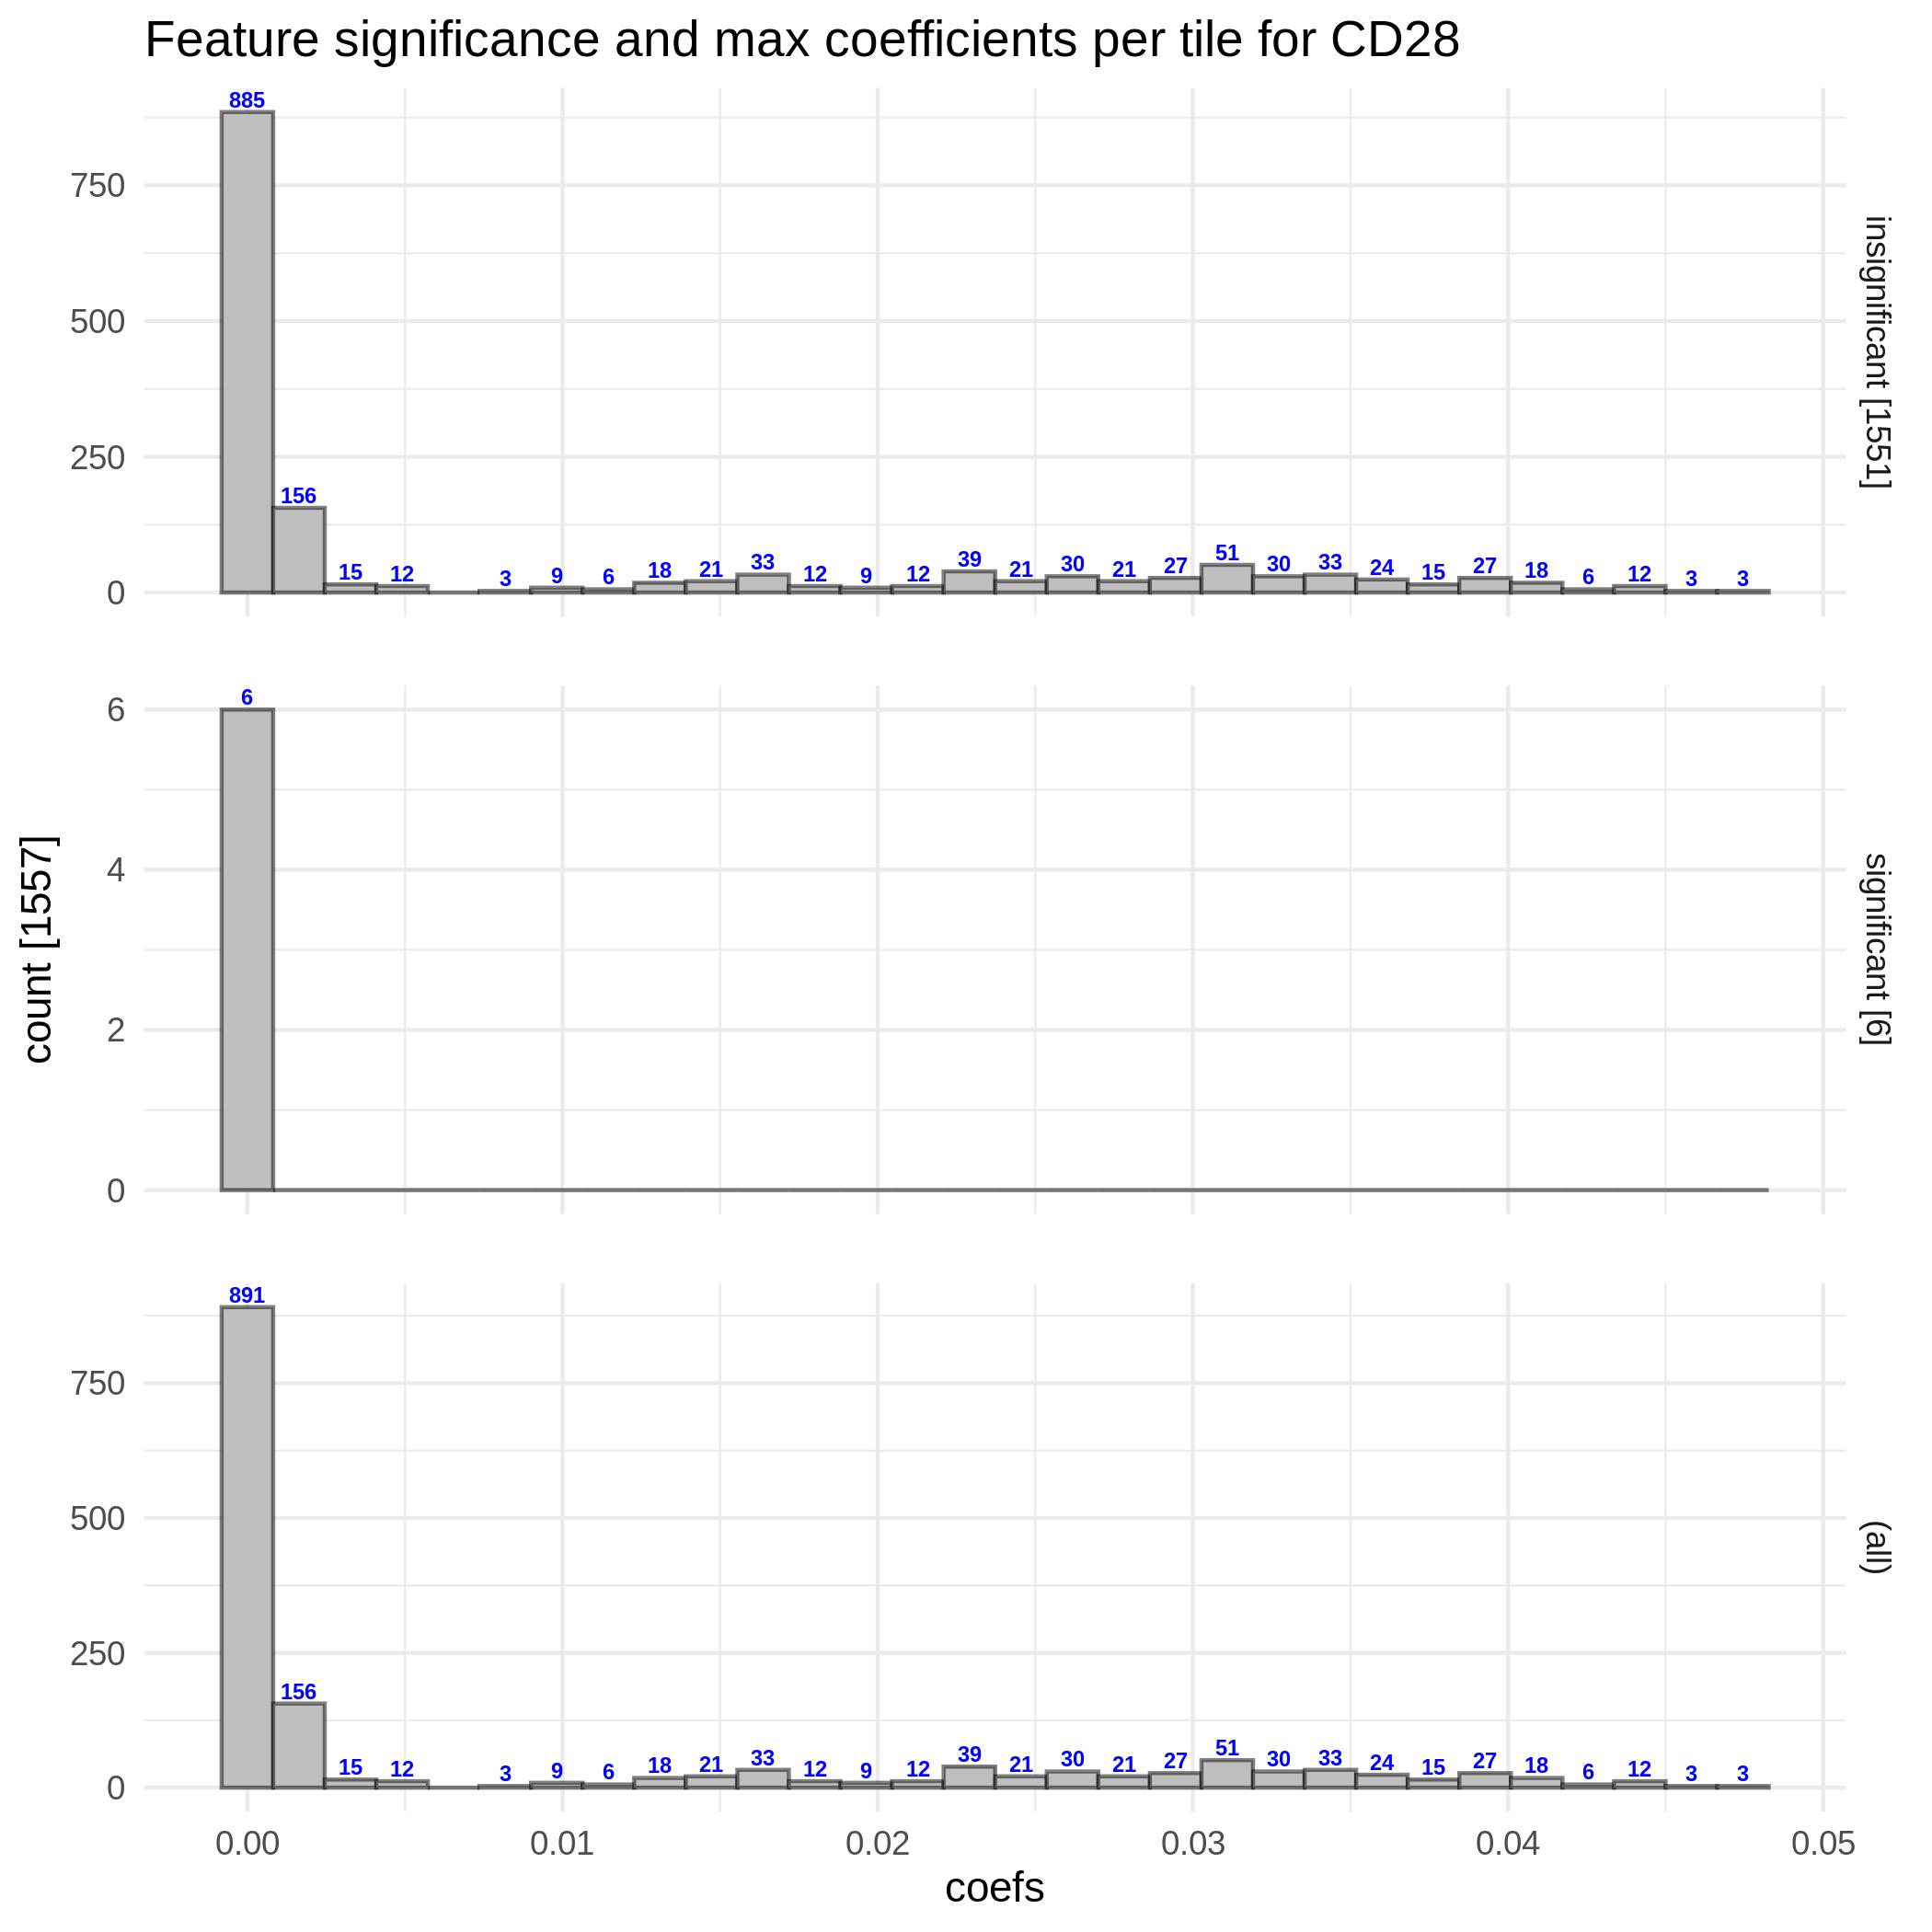 Feature significance and max coefficients per tile for CD28
885
156
15 12 3 9 6 18 21 33 12 9 12 39 21 30 21 27 51 30 33 24 15 27 18 6 12 3 3
750
500
250
0
insignificant [1551]
6
6
4
2
0
significant [6]
count [1557]
891
156
15 12 3 9 6 18 21 33 12 9 12 39 21 30 21 27 51 30 33 24 15 27 18 6 12 3 3
750
500
250
0
(all)
0.00 0.01 0.02 0.03 0.04 0.05
coefs